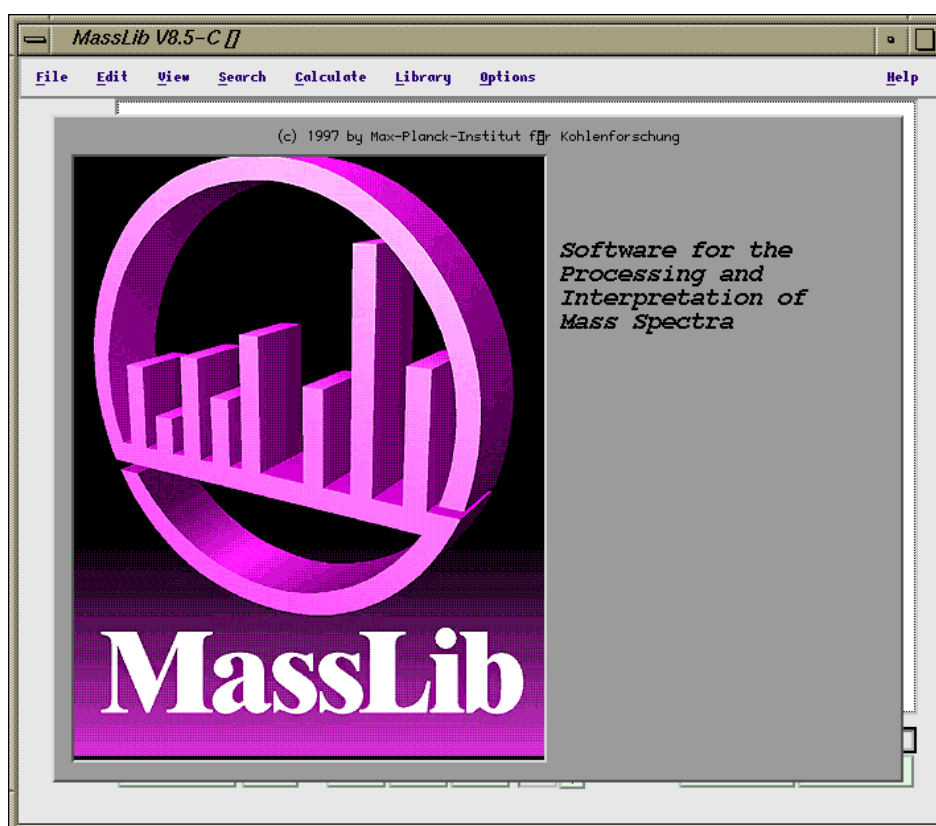 MassLib V8.5-C []
File Edit View Search Calculate Library Options Help
(c) 1997 by Max-Planck-Institut f▯r Kohlenforschung
Software for the
Processing and
Interpretation of
Mass Spectra
MassLib